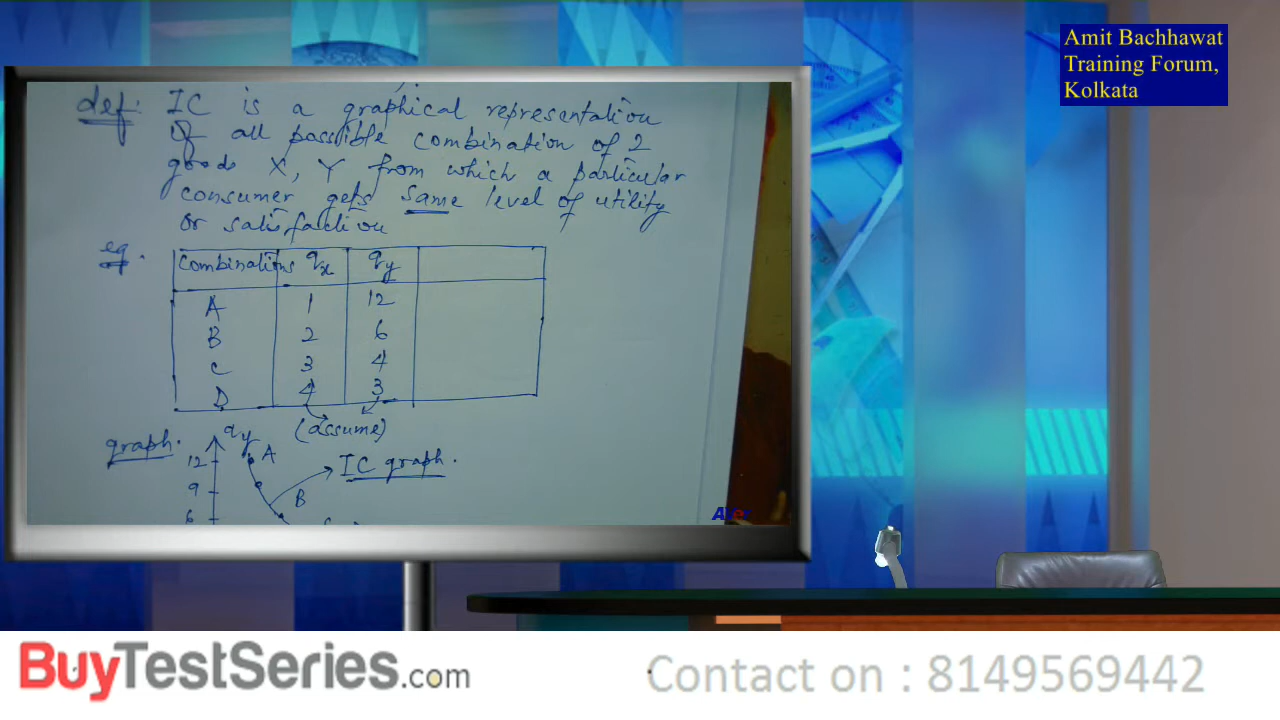 Amit Bachhawat
Training Forum,
Kolkata
def: IC is a graphical representation
of all possible combination of 2
goods X, Y from which a particular
consumer gets same level of utility
or satisfaction
eg.
Combinations qx qy
A 1 12
B 2 6
C 3 4
D 4 3
(assume)
graph.
qy
12 A
IC graph.
9 B
6
BuyTestSeries.com
Contact on : 8149569442